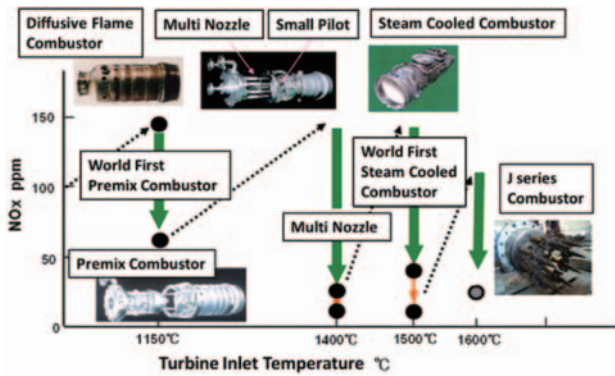 Diffusive Flame
Combustor
Multi Nozzle
Small Pilot
Steam Cooled Combustor
NOx ppm
150
100
50
0
World First
Premix Combustor
World First
Steam Cooled
Combustor
J series
Combustor
Multi Nozzle
Premix Combustor
1150℃
1400℃
1500℃
1600℃
Turbine Inlet Temperature ℃